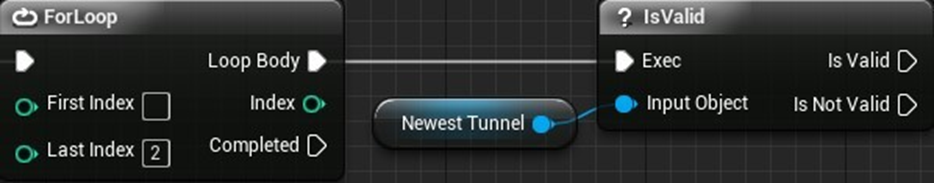 ForLoop
Loop Body
First Index
Index
Last Index 2
Completed
Newest Tunnel
? IsValid
Exec
Is Valid
Input Object
Is Not Valid